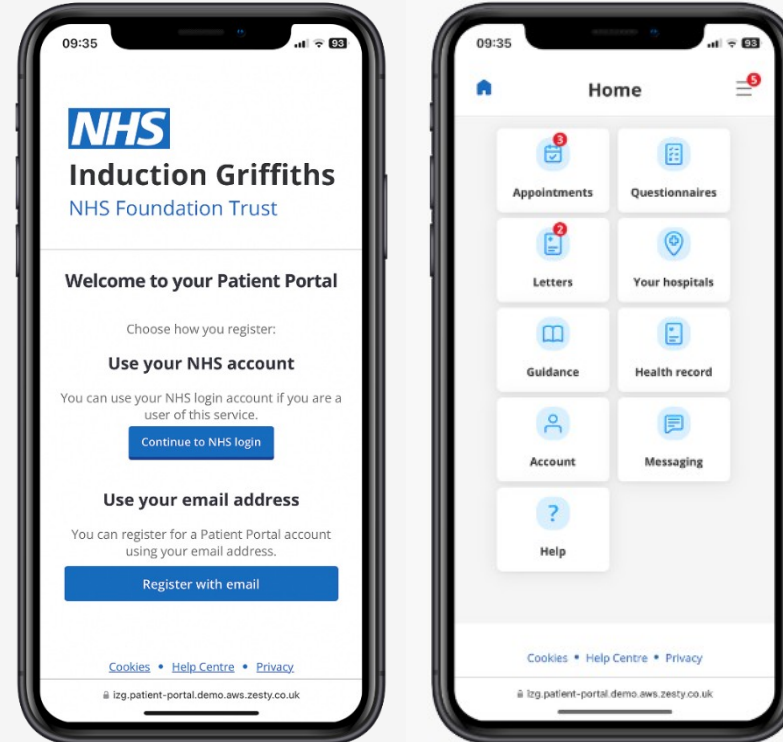 09:35
93
NHS
Induction Griffiths
NHS Foundation Trust
Welcome to your Patient Portal
Choose how you register:
Use your NHS account
You can use your NHS login account if you are a
user of this service.
Continue to NHS login
Use your email address
You can register for a Patient Portal account
using your email address.
Register with email
Cookies • Help Centre • Privacy
izg.patient-portal.demo.aws.zesty.co.uk
09:35
93
Home
5
3
Appointments
Questionnaires
2
Letters
Your hospitals
Guidance
Health record
Account
Messaging
?
Help
Cookies • Help Centre • Privacy
izg.patient-portal.demo.aws.zesty.co.uk